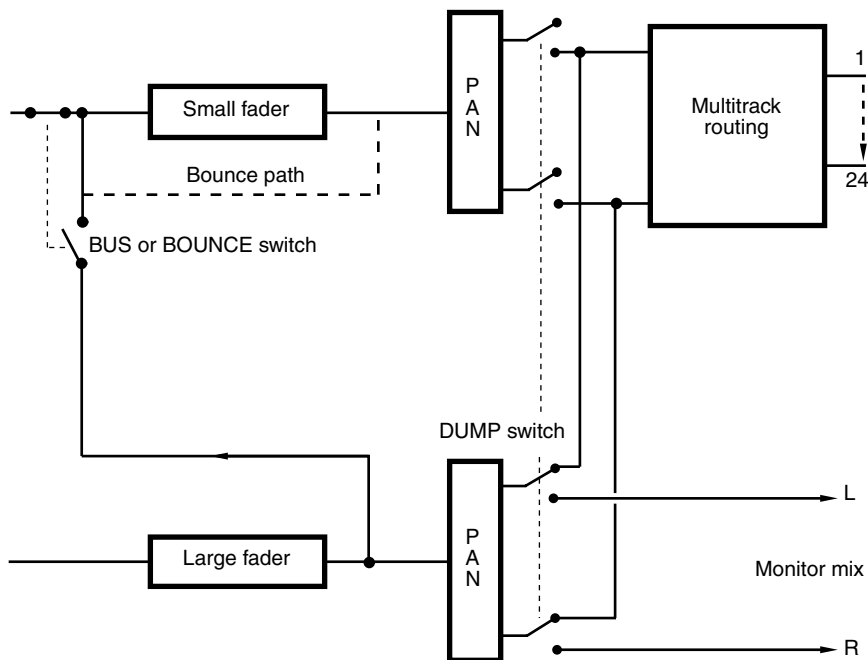 Small fader
P
A
N
Multitrack
routing
1
24
Bounce path
BUS or BOUNCE switch
DUMP switch
Large fader
P
A
N
L
Monitor mix
R